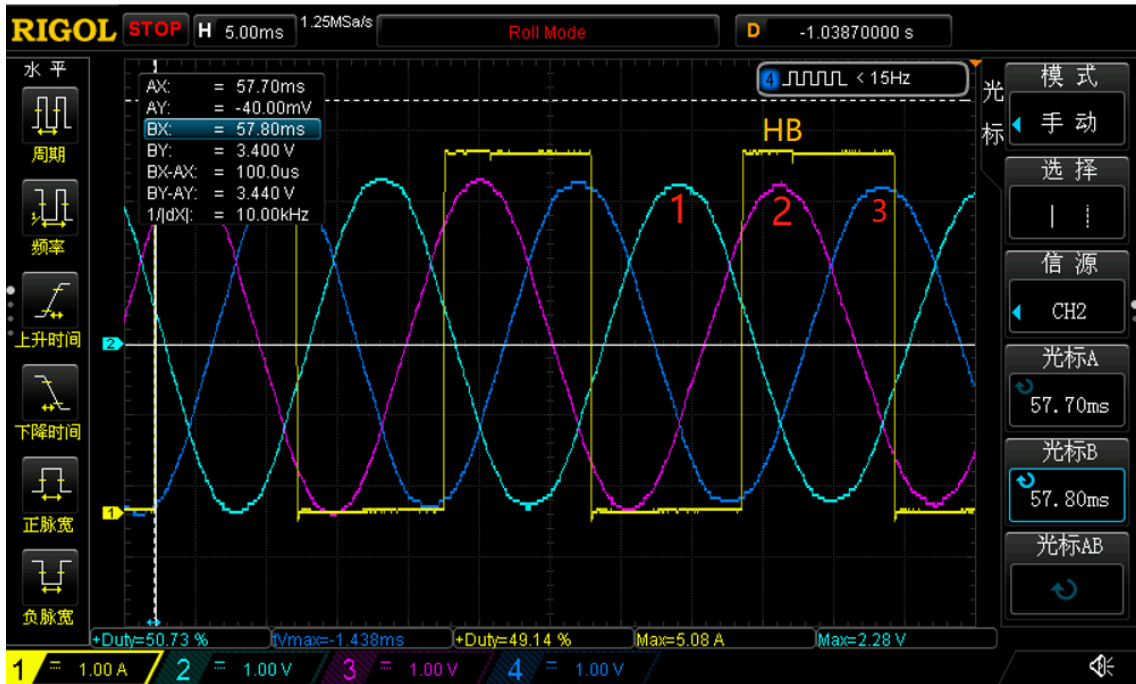 RIGOL STOP H 5.00ms 1.25MSa/s Roll Mode D -1.03870000 s
水 平
周期
频率
上升时间
下降时间
正脉宽
负脉宽
AX: = 57.70ms
AY: = -40.00mV
BX: = 57.80ms
BY: = 3.400 V
BX-AX: = 100.0us
BY-AY: = 3.440 V
1/|dX|: = 10.00kHz
4 < 15Hz
HB
1 2 3
2
1
光标
模 式
手 动
选 择
信 源
CH2
光标A
57.70ms
光标B
57.80ms
光标AB
+Duty=50.73 % tVmax=-1.438ms +Duty=49.14 % Max=5.08 A Max=2.28 V
1 1.00 A 2 1.00 V 3 1.00 V 4 1.00 V